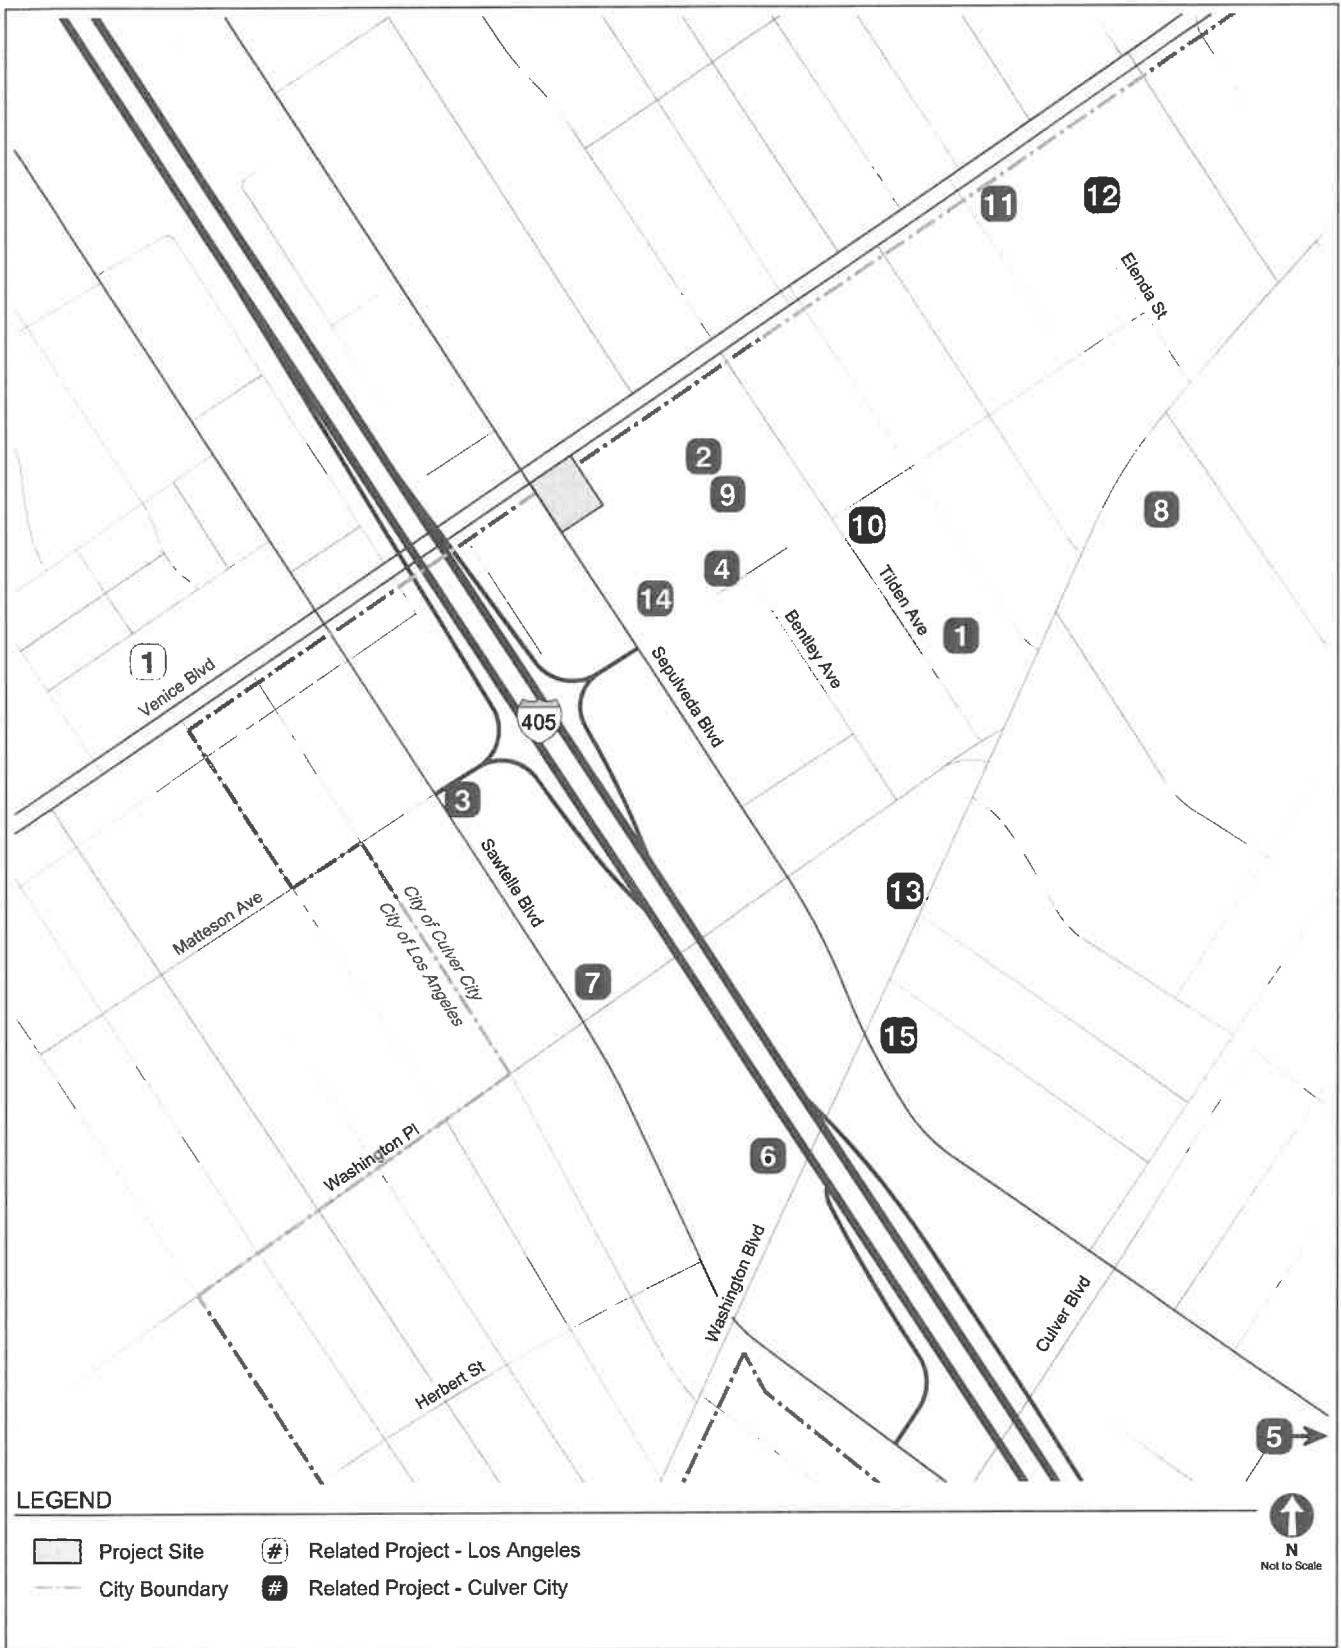 11
12
Elenda St
2
9
8
10
4
14
Tilden Ave
Bentley Ave
1
1
Venice Blvd
Sepulveda Blvd
405
3
Sawtelle Blvd
13
Matteson Ave
City of Culver City
City of Los Angeles
7
15
Washington Pl
6
Washington Blvd
Culver Blvd
Herbert St
5
LEGEND
Project Site
# Related Project - Los Angeles
City Boundary
# Related Project - Culver City
N
Not to Scale